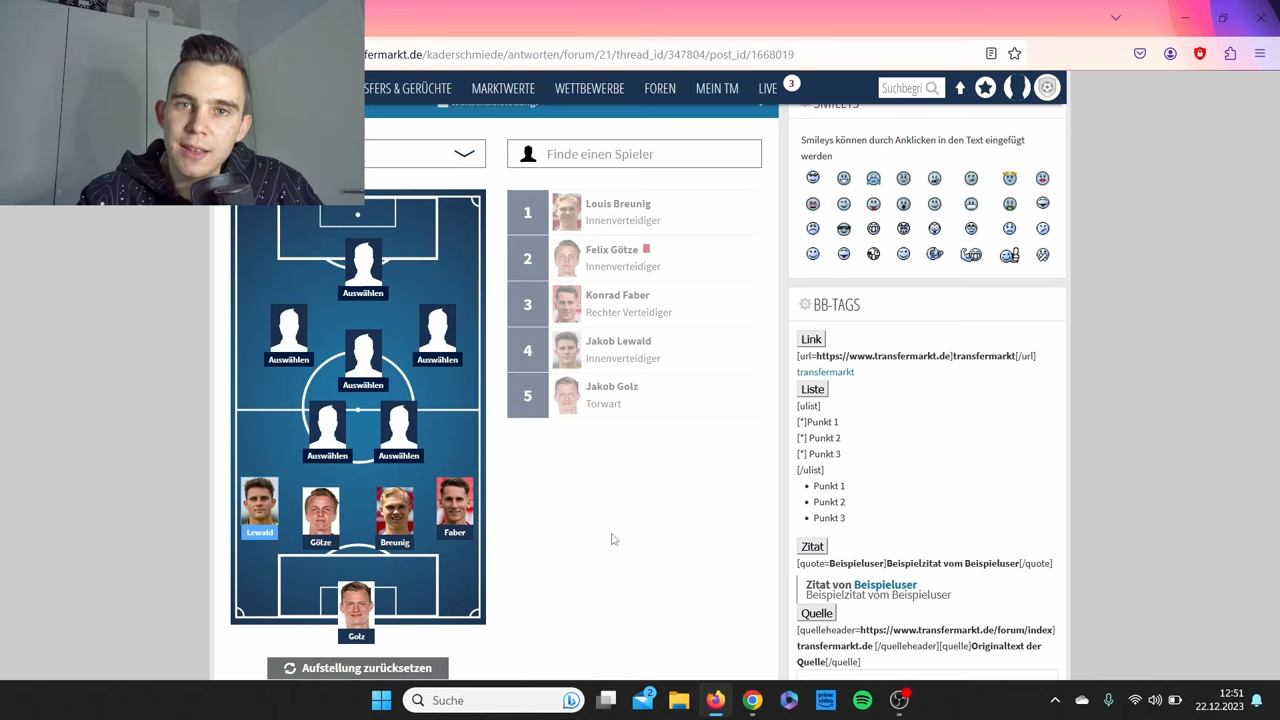 fermarkt.de/kaderschmiede/antworten/forum/21/thread_id/347804/post_id/1668019
SFERS & GERÜCHTE
MARKTWERTE
WETTBEWERBE
FOREN
MEIN TM
LIVE
3
Suchbegri
Wunschaufstellung:
SMILEYS
Smileys können durch Anklicken in den Text eingefügt
werden
Finde einen Spieler
1
Louis Breunig
Innenverteidiger
2
Felix Götze
Innenverteidiger
3
Konrad Faber
Rechter Verteidiger
4
Jakob Lewald
Innenverteidiger
5
Jakob Golz
Torwart
Auswählen
Auswählen
Auswählen
Auswählen
Auswählen
Auswählen
Lewald
Götze
Breunig
Faber
Golz
Aufstellung zurücksetzen
BB-TAGS
Link
[url=https://www.transfermarkt.de]transfermarkt[/url]
transfermarkt
Liste
[ulist]
[*]Punkt 1
[*] Punkt 2
[*] Punkt 3
[/ulist]
• Punkt 1
• Punkt 2
• Punkt 3
Zitat
[quote=Beispieluser]Beispielzitat vom Beispieluser[/quote]
Zitat von Beispieluser
Beispielzitat vom Beispieluser
Quelle
[quelleheader=https://www.transfermarkt.de/forum/index]
transfermarkt.de [/quelleheader][quelle]Originaltext der
Quelle[/quelle]
Suche
2
prime video
12:51
22.12.2023